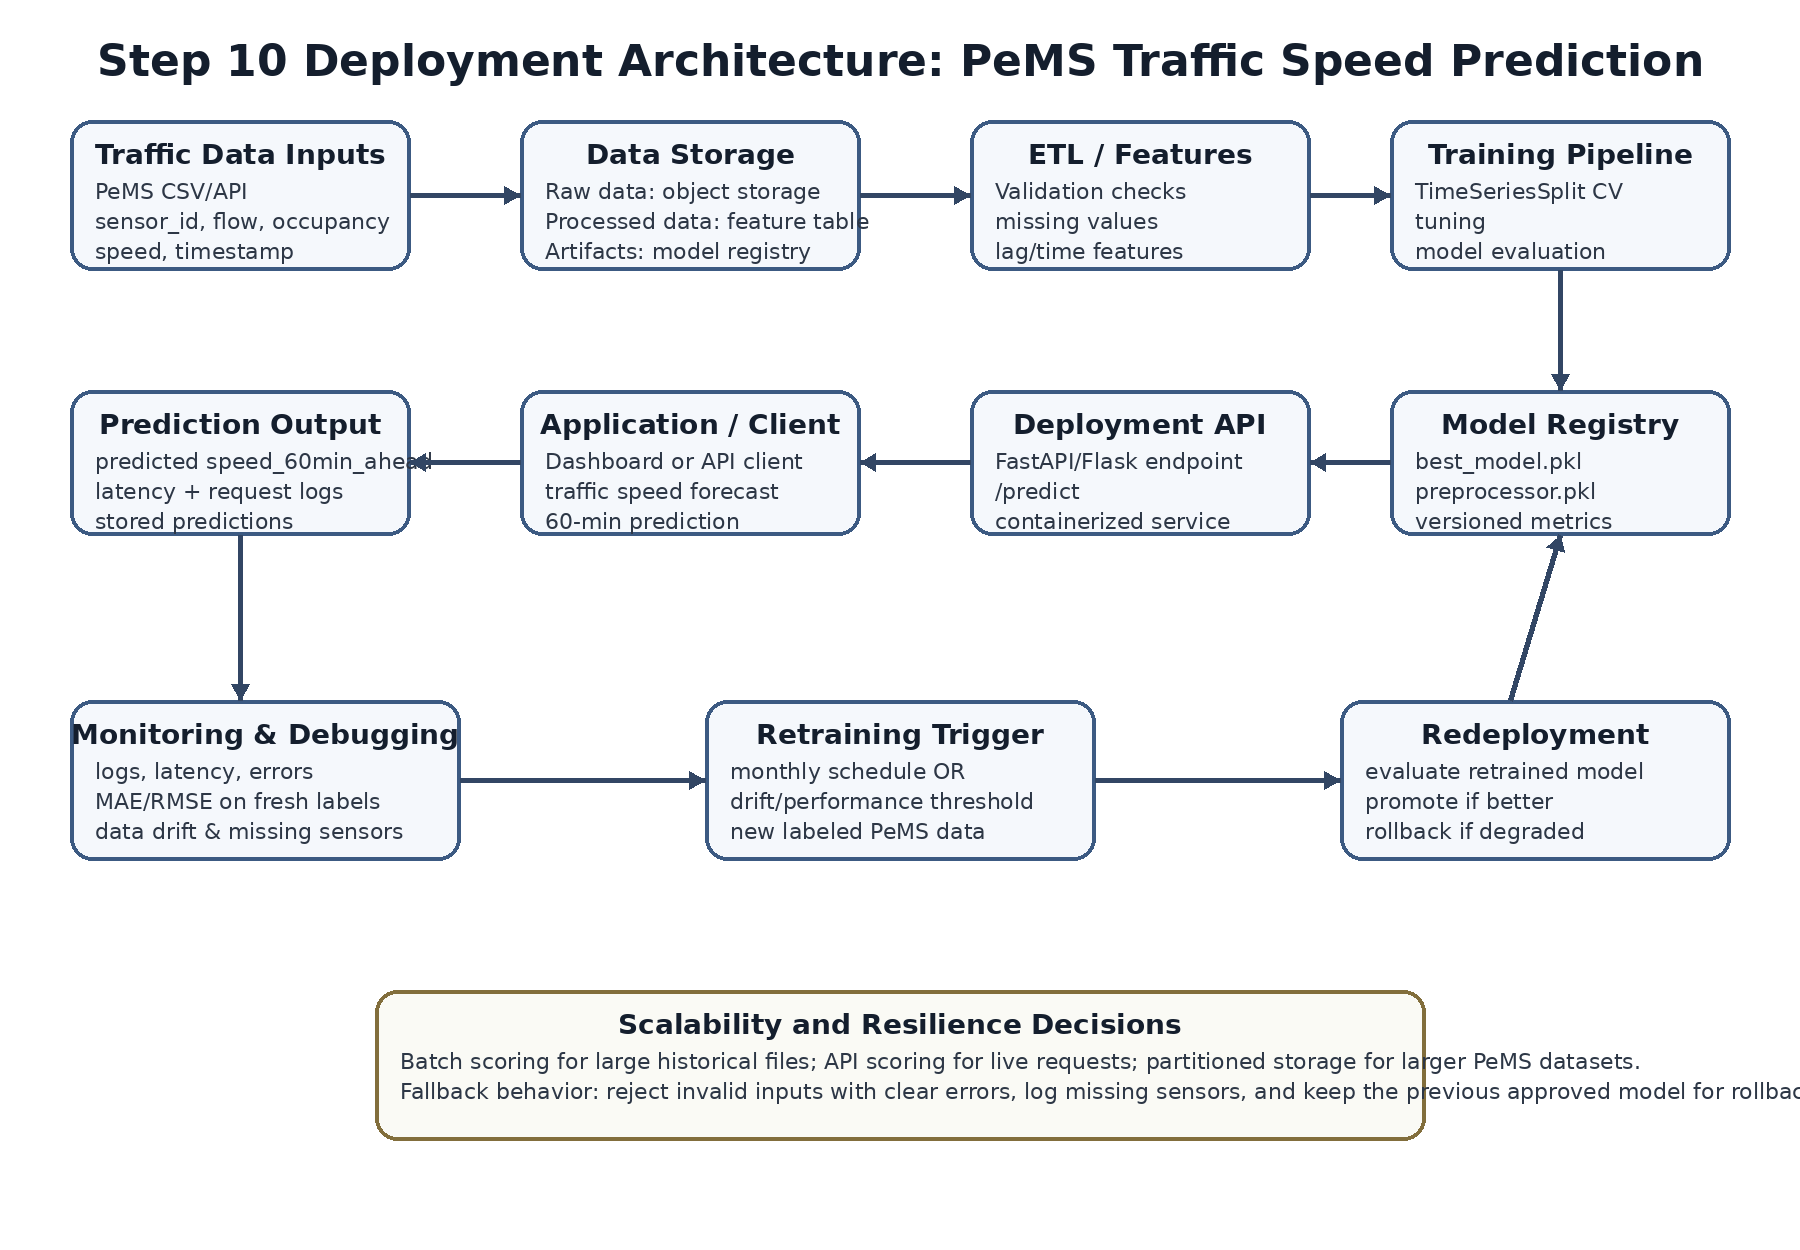 Step 10 Deployment Architecture: PeMS Traffic Speed Prediction
Traffic Data Inputs
PeMS CSV/API
sensor_id, flow, occupancy
speed, timestamp
Data Storage
Raw data: object storage
Processed data: feature table
Artifacts: model registry
ETL / Features
Validation checks
missing values
lag/time features
Training Pipeline
TimeSeriesSplit CV
tuning
model evaluation
Prediction Output
predicted speed_60min_ahead
latency + request logs
stored predictions
Application / Client
Dashboard or API client
traffic speed forecast
60-min prediction
Deployment API
FastAPI/Flask endpoint
/predict
containerized service
Model Registry
best_model.pkl
preprocessor.pkl
versioned metrics
Monitoring & Debugging
logs, latency, errors
MAE/RMSE on fresh labels
data drift & missing sensors
Retraining Trigger
monthly schedule OR
drift/performance threshold
new labeled PeMS data
Redeployment
evaluate retrained model
promote if better
rollback if degraded
Scalability and Resilience Decisions
Batch scoring for large historical files; API scoring for live requests; partitioned storage for larger PeMS datasets.
Fallback behavior: reject invalid inputs with clear errors, log missing sensors, and keep the previous approved model for